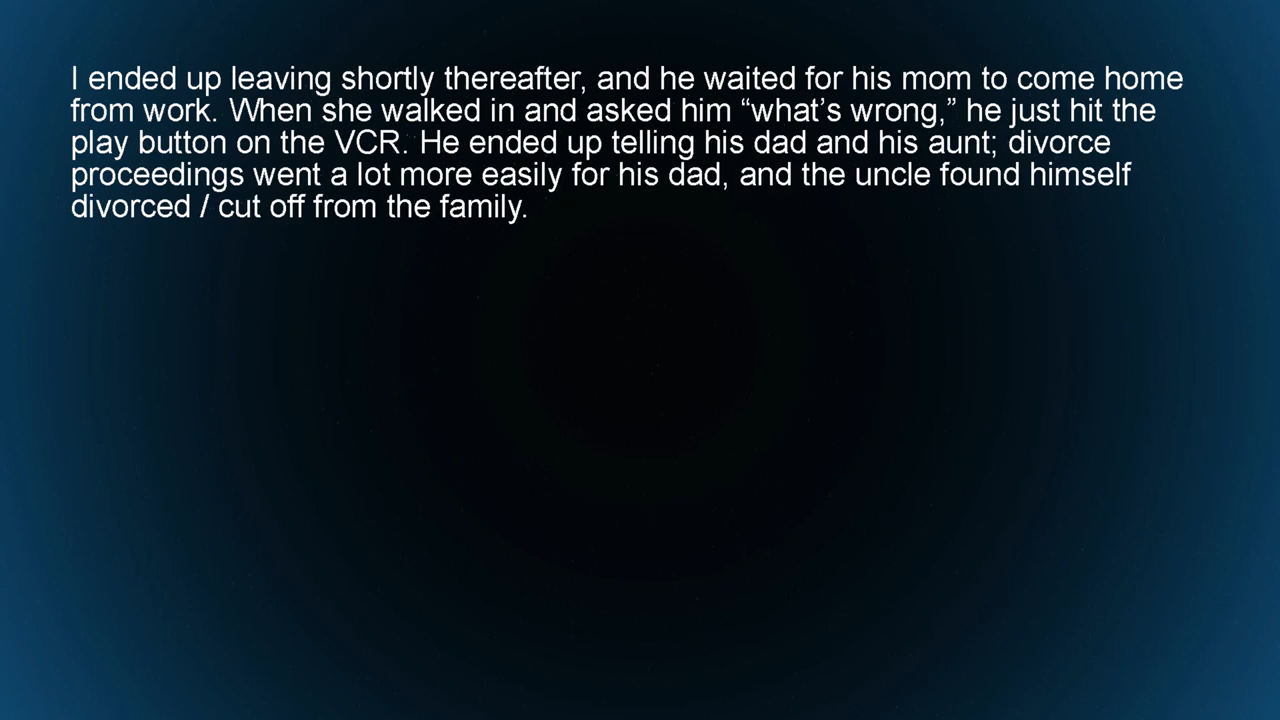 I ended up leaving shortly thereafter, and he waited for his mom to come home
from work. When she walked in and asked him “what’s wrong,” he just hit the
play button on the VCR. He ended up telling his dad and his aunt; divorce
proceedings went a lot more easily for his dad, and the uncle found himself
divorced / cut off from the family.